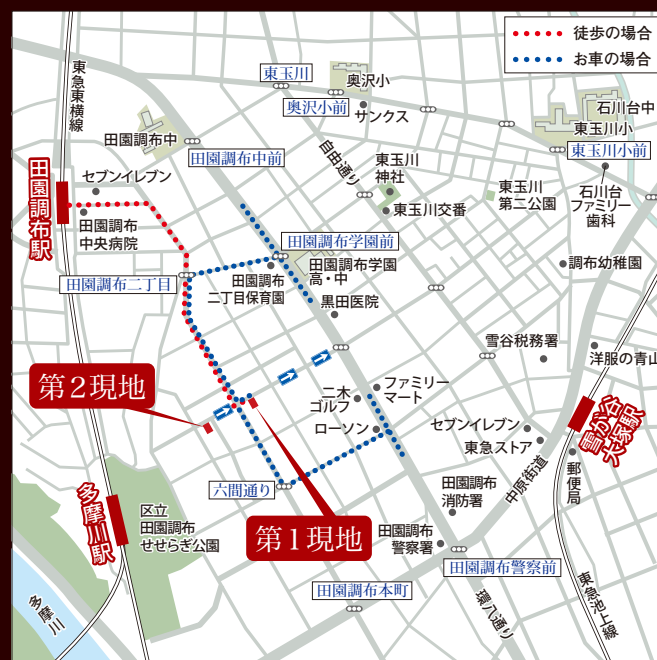 徒歩の場合
お車の場合
東急東横線
東玉川
奥沢小
奥沢小前
サンクス
石川台中
東玉川小
東玉川小前
田園調布中
田園調布中前
自由通り
東玉川
神社
東玉川交番
東玉川
第二公園
石川台
ファミリー
歯科
セブンイレブン
田園調布駅
田園調布
中央病院
田園調布学園前
田園調布学園
高・中
田園調布
二丁目保育園
田園調布二丁目
黒田医院
調布幼稚園
雪谷税務署
洋服の青山
第2現地
二木
ゴルフ
ファミリー
マート
ローソン
セブンイレブン
東急ストア
雪が谷
大塚駅
中原街道
郵便局
六間通り
多摩川駅
区立
田園調布
せせらぎ公園
第1現地
田園調布
消防署
田園調布
警察署
田園調布警察前
田園調布本町
環八通り
東急池上線
多摩川